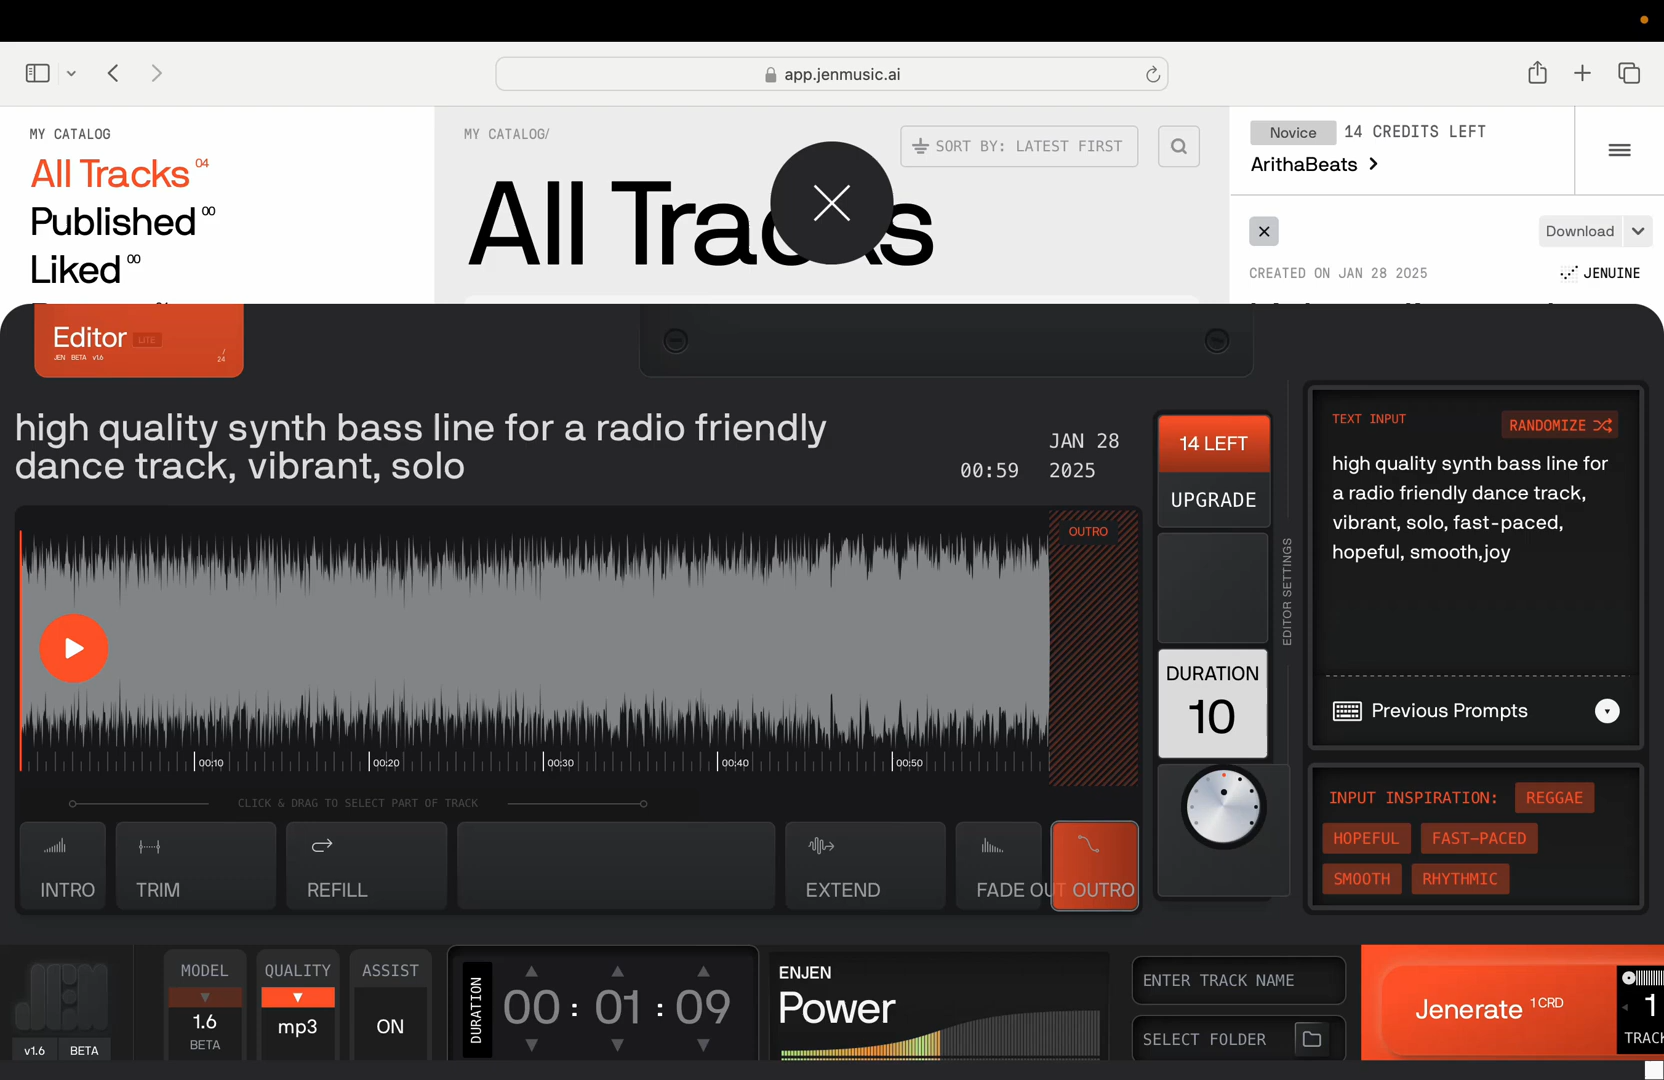 app.jenmusic.ai
MY CATALOG
All Tracks 04
Published 00
Liked 00
MY CATALOG/
SORT BY: LATEST FIRST
All Tracks
Novice 14 CREDITS LEFT
ArithaBeats
Download
CREATED ON JAN 28 2025
JENUINE
Editor LITE
JEN BETA v1.6
/ 24
high quality synth bass line for a radio friendly
dance track, vibrant, solo
00:59
JAN 28
2025
OUTRO
00:10
00:20
00:30
00:40
00:50
CLICK & DRAG TO SELECT PART OF TRACK
INTRO
TRIM
REFILL
EXTEND
FADE OUT
OUTRO
14 LEFT
UPGRADE
DURATION
10
EDITOR SETTINGS
TEXT INPUT
RANDOMIZE
high quality synth bass line for
a radio friendly dance track,
vibrant, solo, fast-paced,
hopeful, smooth,joy
Previous Prompts
INPUT INSPIRATION: REGGAE
HOPEFUL FAST-PACED
SMOOTH RHYTHMIC
v1.6 BETA
MODEL
1.6
BETA
QUALITY
mp3
ASSIST
ON
DURATION
00 : 01 : 09
ENJEN
Power
ENTER TRACK NAME
SELECT FOLDER
Jenerate 1 CRD
1
TRACK